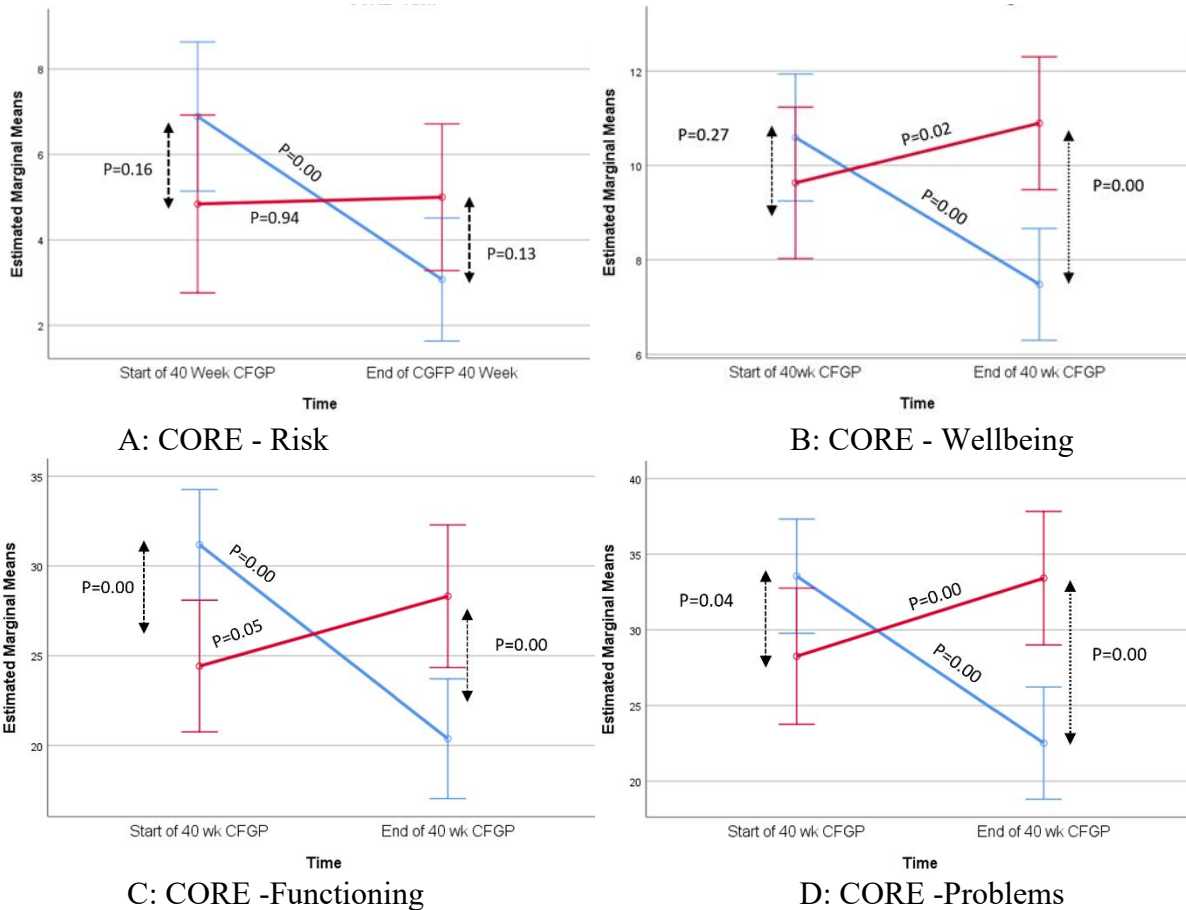 8
6
4
2
Estimated Marginal Means
P=0.16
P=0.00
P=0.94
P=0.13
Start of 40 Week CFGP
End of CGFP 40 Week
Time
A: CORE - Risk
12
10
8
6
Estimated Marginal Means
P=0.27
P=0.02
P=0.00
P=0.00
Start of 40wk CFGP
End of 40 wk CFGP
Time
B: CORE - Wellbeing
35
30
25
20
Estimated Marginal Means
P=0.00
P=0.00
P=0.05
P=0.00
Start of 40 wk CFGP
End of 40 wk CFGP
Time
C: CORE -Functioning
40
35
30
25
20
Estimated Marginal Means
P=0.04
P=0.00
P=0.00
P=0.00
Start of 40 wk CFGP
End of 40 wk CFGP
Time
D: CORE -Problems